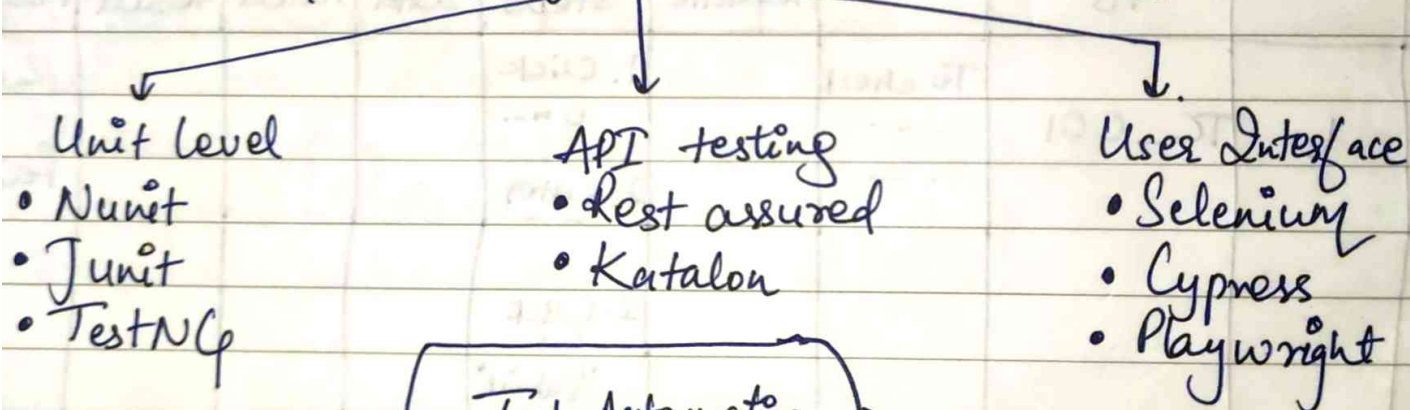 Unit level
• Nunit
• Junit
• TestNG
API testing
• Rest assured
• Katalon
User Interface
• Selenium
• Cypress
• Playwright